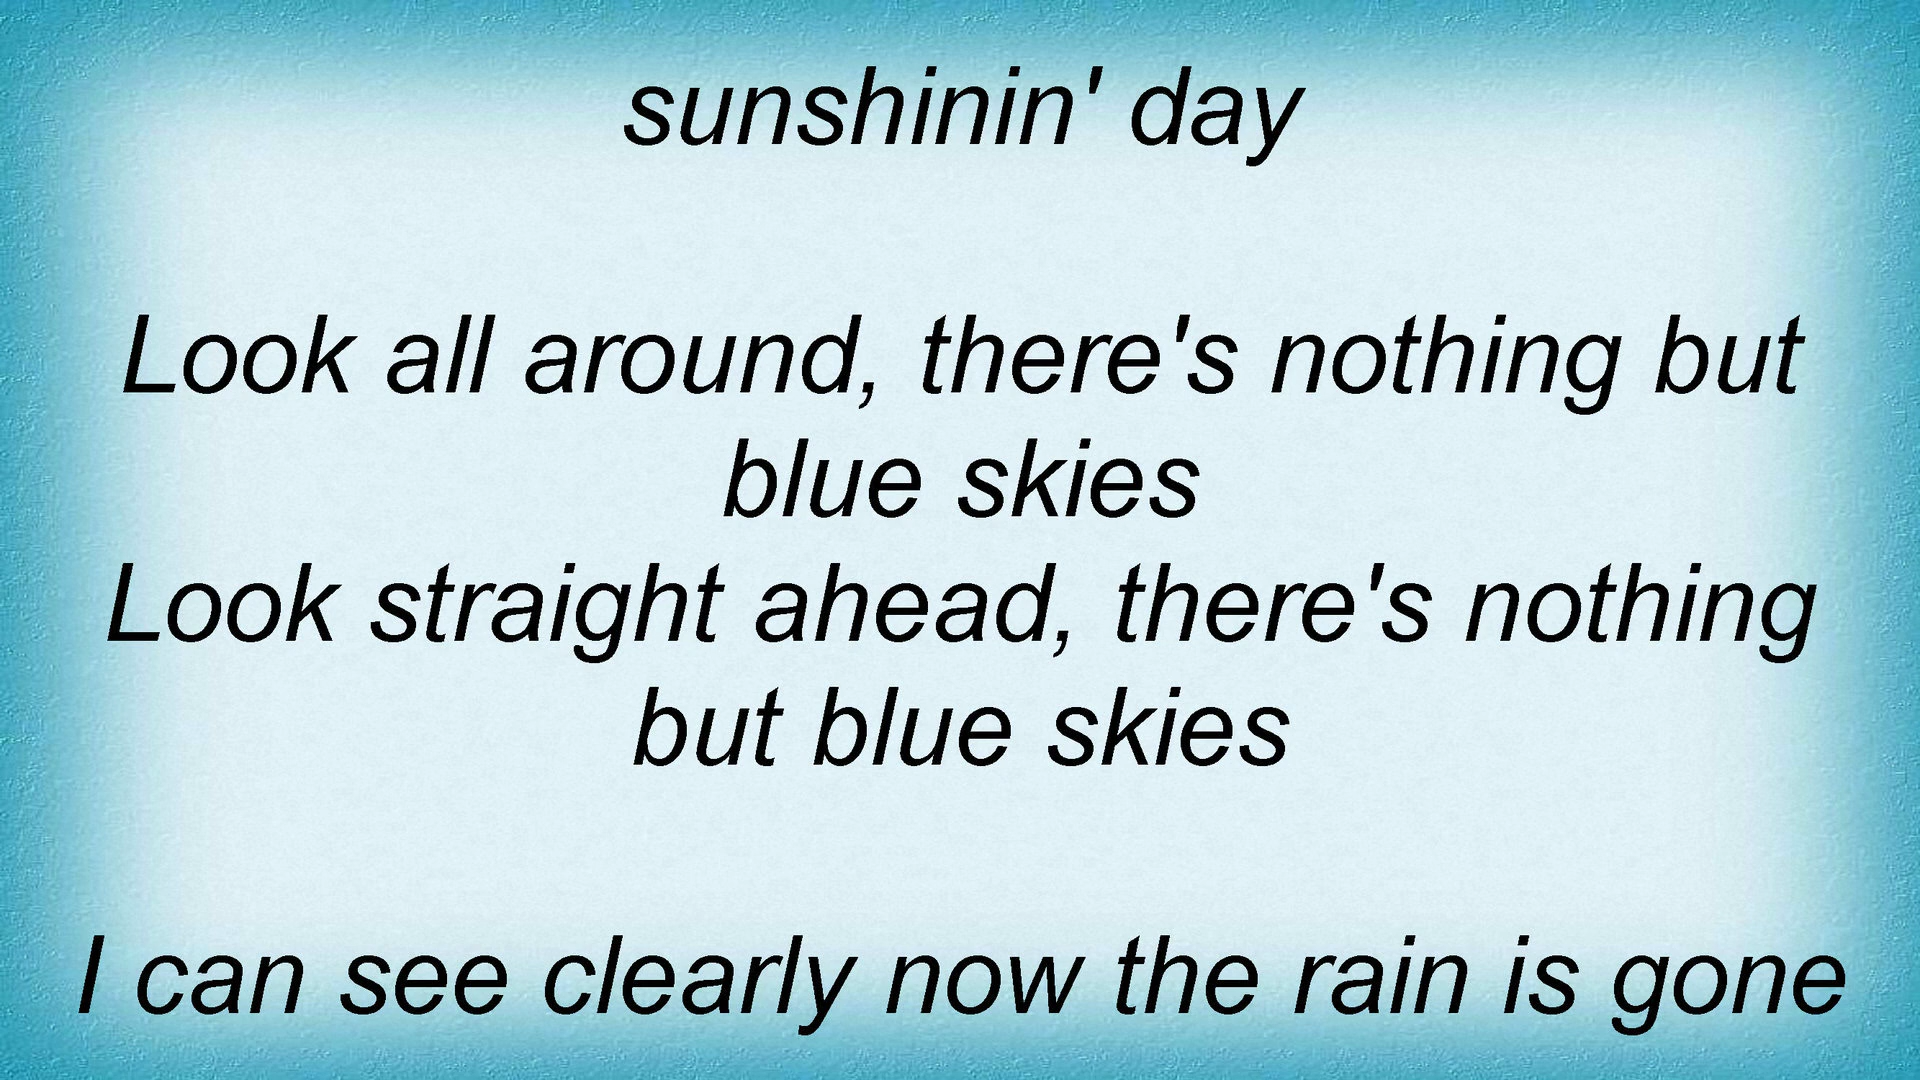 sunshinin' day
Look all around, there's nothing but
blue skies
Look straight ahead, there's nothing
but blue skies
I can see clearly now the rain is gone